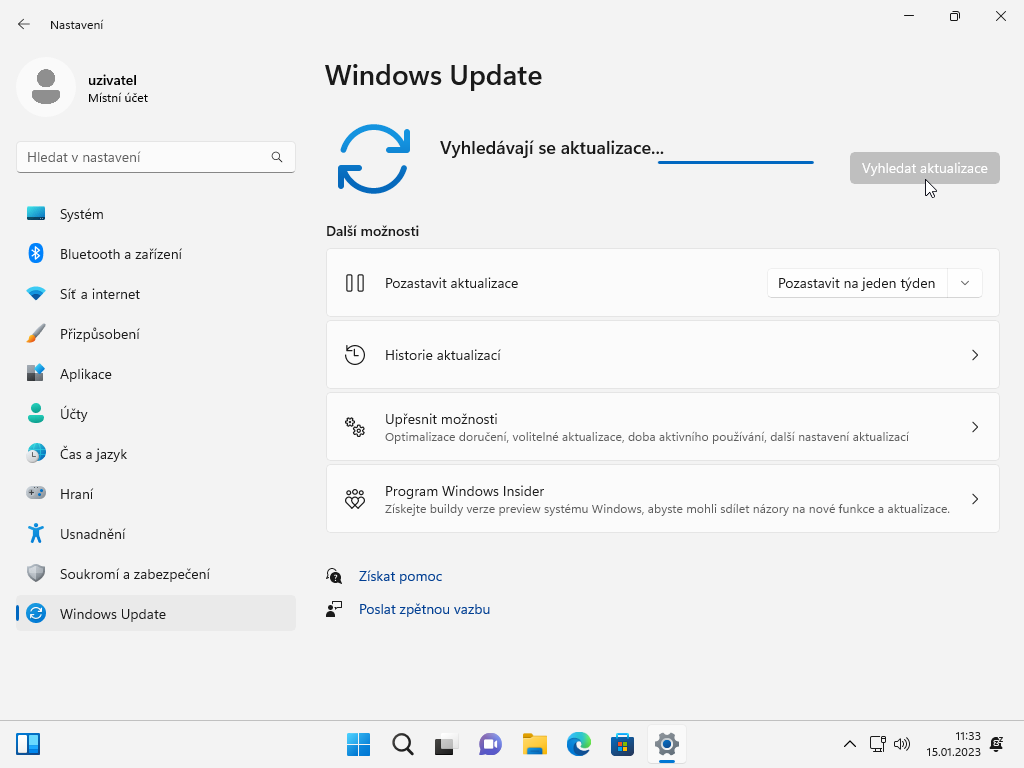 Nastavení
uzivatel
Místní účet
Hledat v nastavení
Systém
Bluetooth a zařízení
Síť a internet
Přizpůsobení
Aplikace
Účty
Čas a jazyk
Hraní
Usnadnění
Soukromí a zabezpečení
Windows Update
Windows Update
Vyhledávají se aktualizace...
Vyhledat aktualizace
Další možnosti
Pozastavit aktualizace
Pozastavit na jeden týden
Historie aktualizací
Upřesnit možnosti
Optimalizace doručení, volitelné aktualizace, doba aktivního používání, další nastavení aktualizací
Program Windows Insider
Získejte buildy verze preview systému Windows, abyste mohli sdílet názory na nové funkce a aktualizace.
Získat pomoc
Poslat zpětnou vazbu
11:33
15.01.2023